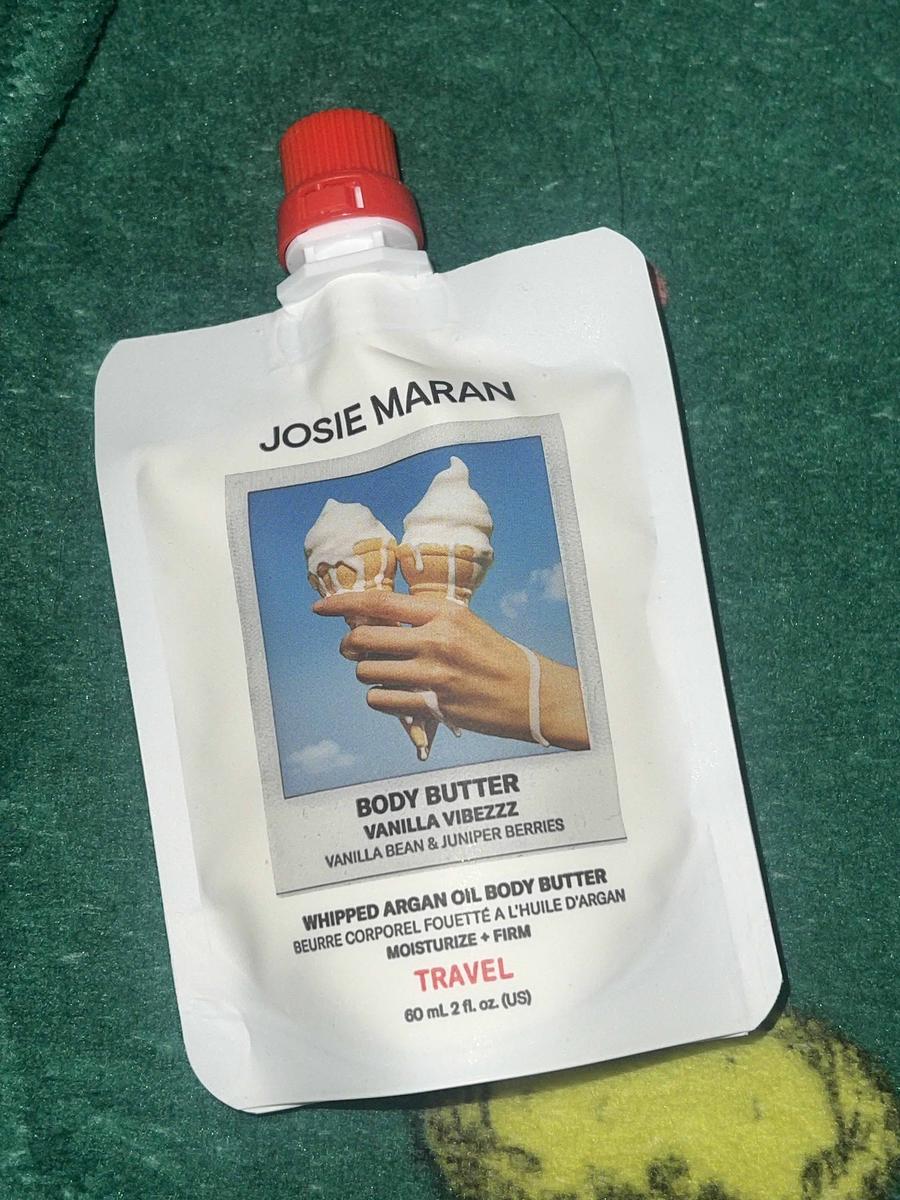 JOSIE MARAN
BODY BUTTER
VANILLA VIBEZZZ
VANILLA BEAN & JUNIPER BERRIES
WHIPPED ARGAN OIL BODY BUTTER
BEURRE CORPOREL FOUETTÉ A L'HUILE D'ARGAN
MOISTURIZE + FIRM
TRAVEL
60 mL 2 fl. oz. (US)